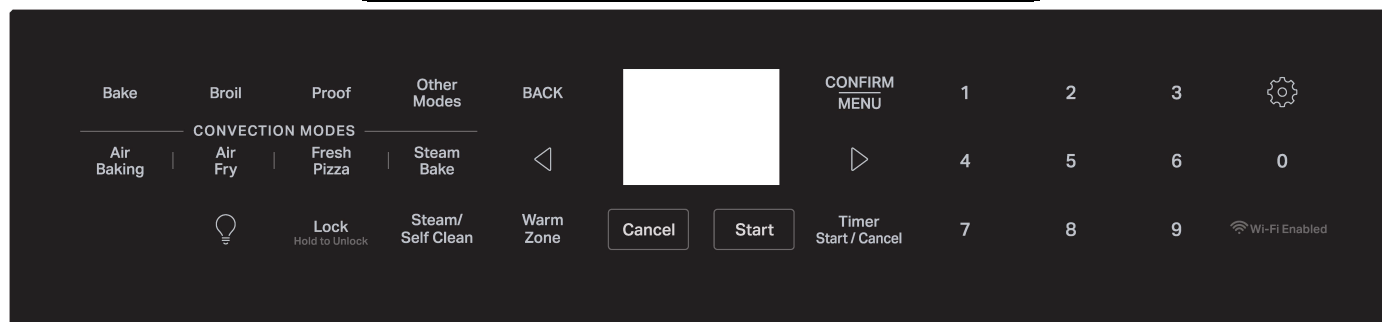 Bake
Broil
Proof
Other
Modes
BACK
CONFIRM
MENU
1
2
3
CONVECTION MODES
Air
Baking
Air
Fry
Fresh
Pizza
Steam
Bake
4
5
6
0
Lock
Hold to Unlock
Steam/
Self Clean
Warm
Zone
Cancel
Start
Timer
Start / Cancel
7
8
9
Wi-Fi Enabled